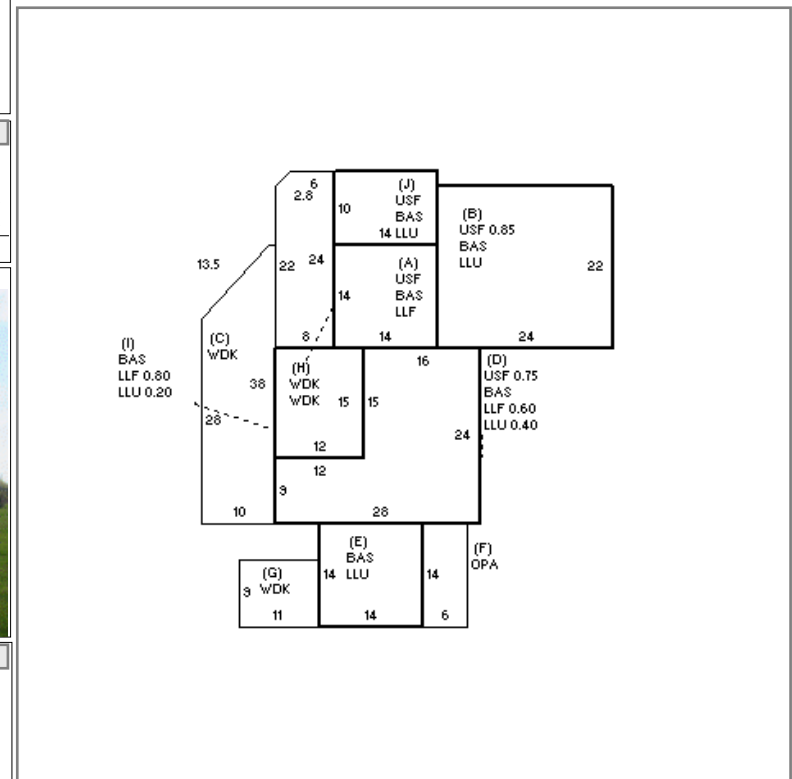 6
2.8
(J)
USF
BAS
14 LLU
10
(B)
USF 0.85
BAS
LLU
22
24
13.5
22
24
(A)
USF
BAS
LLF
14
14
8
(I)
BAS
LLF 0.80
LLU 0.20
(C)
WDK
38
28
10
(H)
WDK
WDK
15
12
15
16
24
(D)
USF 0.75
BAS
LLF 0.60
LLU 0.40
12
9
28
(E)
BAS
LLU
14
14
(F)
OPA
14
6
(G)
WDK
9
11